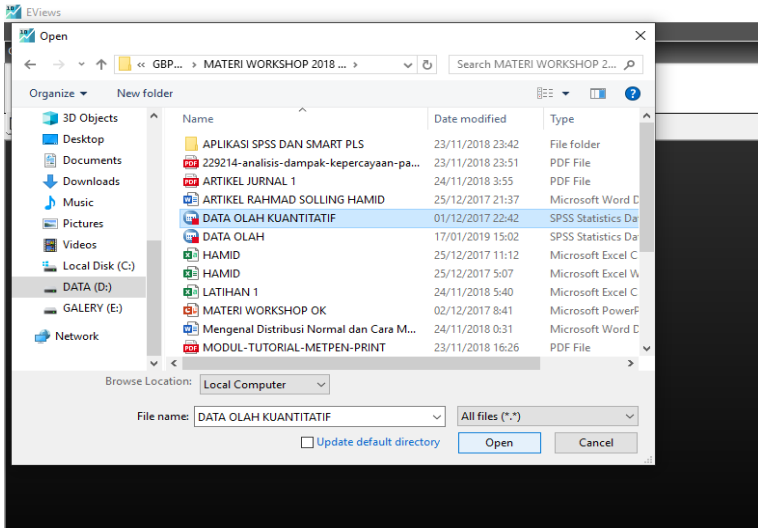 EViews
Open
« GBP... > MATERI WORKSHOP 2018 ... >
Search MATERI WORKSHOP 2...
Organize
New folder
Name
Date modified
Type
3D Objects
Desktop
Documents
Downloads
Music
Pictures
Videos
Local Disk (C:)
DATA (D:)
GALERY (E:)
Network
APLIKASI SPSS DAN SMART PLS 23/11/2018 23:42 File folder
229214-analisis-dampak-kepercayaan-pa... 23/11/2018 23:51 PDF File
ARTIKEL JURNAL 1 24/11/2018 3:55 PDF File
ARTIKEL RAHMAD SOLLING HAMID 25/12/2017 21:37 Microsoft Word D
DATA OLAH KUANTITATIF 01/12/2017 22:42 SPSS Statistics Da
DATA OLAH 17/01/2019 15:02 SPSS Statistics Da
HAMID 25/12/2017 11:12 Microsoft Excel C
HAMID 25/12/2017 5:07 Microsoft Excel W
LATIHAN 1 24/11/2018 5:40 Microsoft Excel C
MATERI WORKSHOP OK 02/12/2017 8:41 Microsoft PowerP
Mengenal Distribusi Normal dan Cara M... 24/11/2018 0:31 Microsoft Word D
MODUL-TUTORIAL-METPEN-PRINT 23/11/2018 16:26 PDF File
Browse Location: Local Computer
File name: DATA OLAH KUANTITATIF
All files (*.*)
Update default directory
Open
Cancel